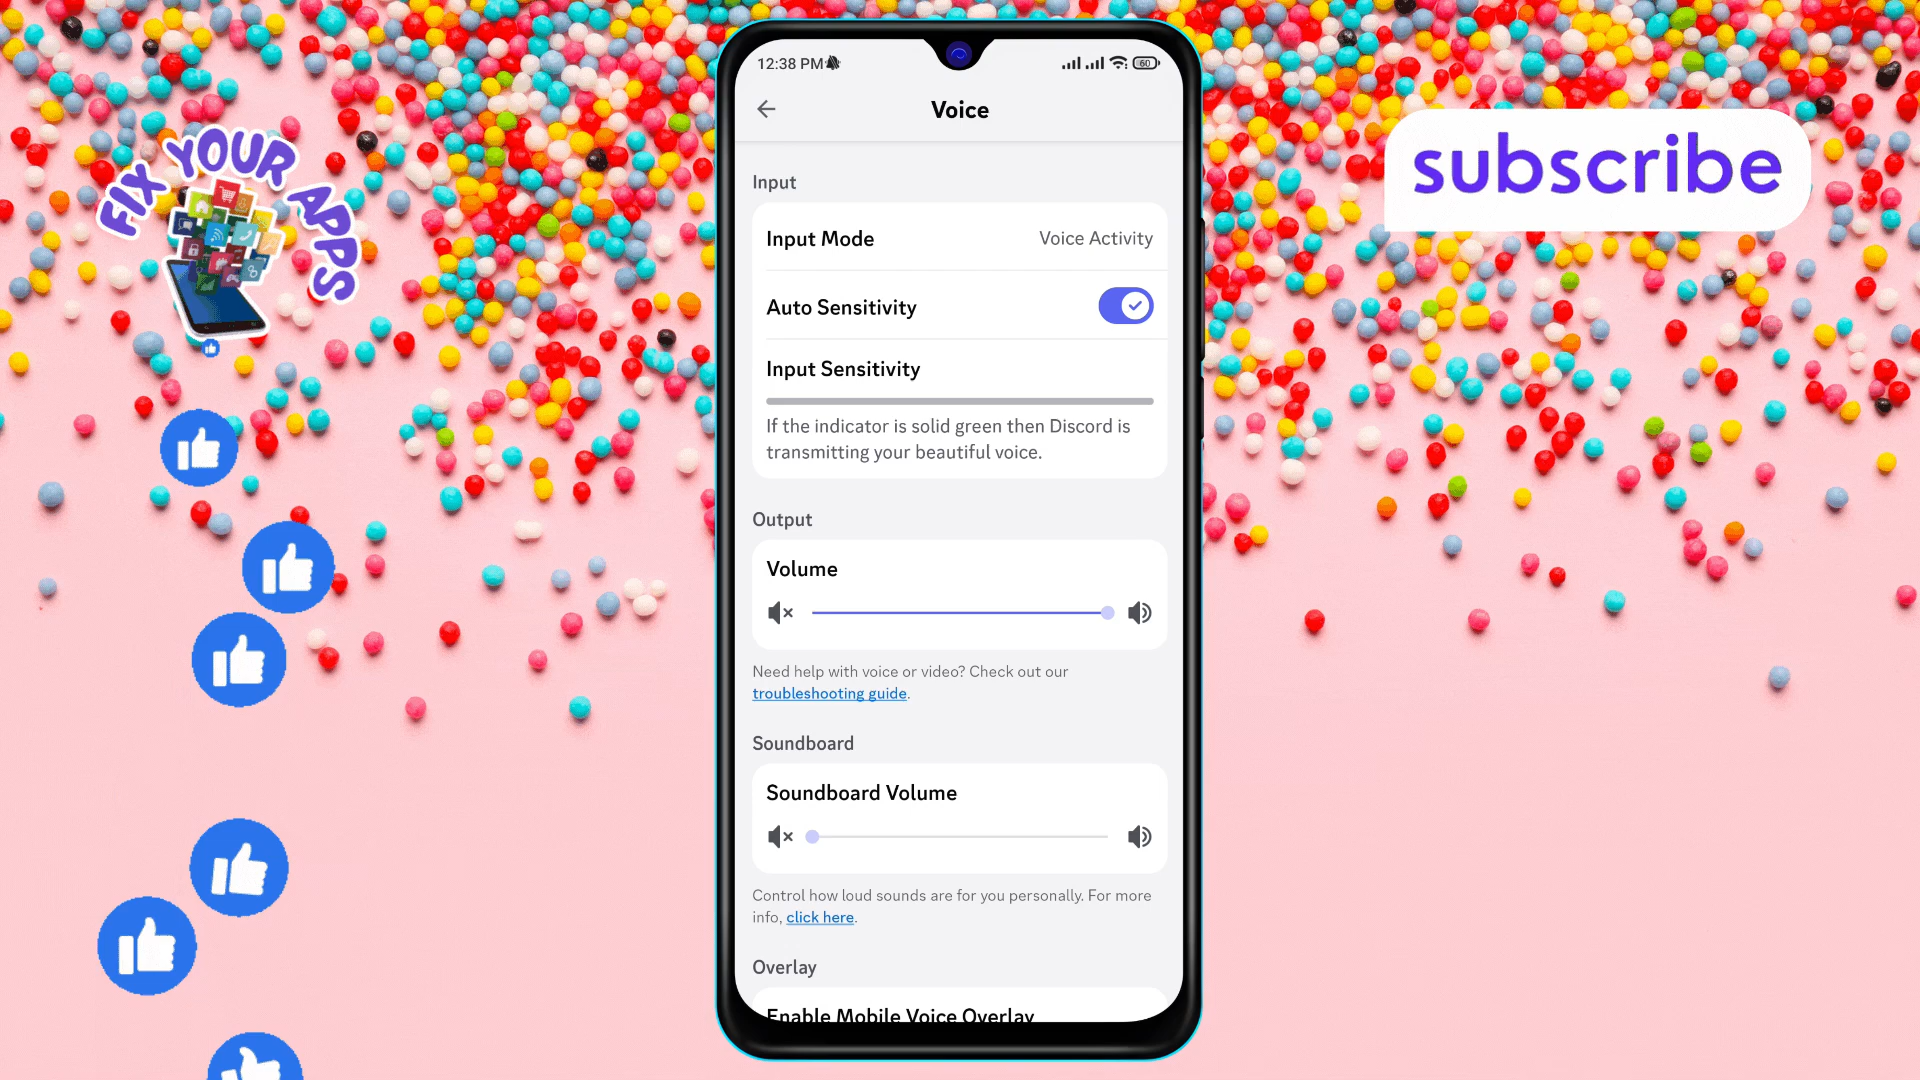 FIX YOUR APPS
subscribe
12:38 PM
60
Voice
Input
Input Mode Voice Activity
Auto Sensitivity
Input Sensitivity
If the indicator is solid green then Discord is
transmitting your beautiful voice.
Output
Volume
Need help with voice or video? Check out our
troubleshooting guide.
Soundboard
Soundboard Volume
Control how loud sounds are for you personally. For more
info, click here.
Overlay
Enable Mobile Voice Overlay